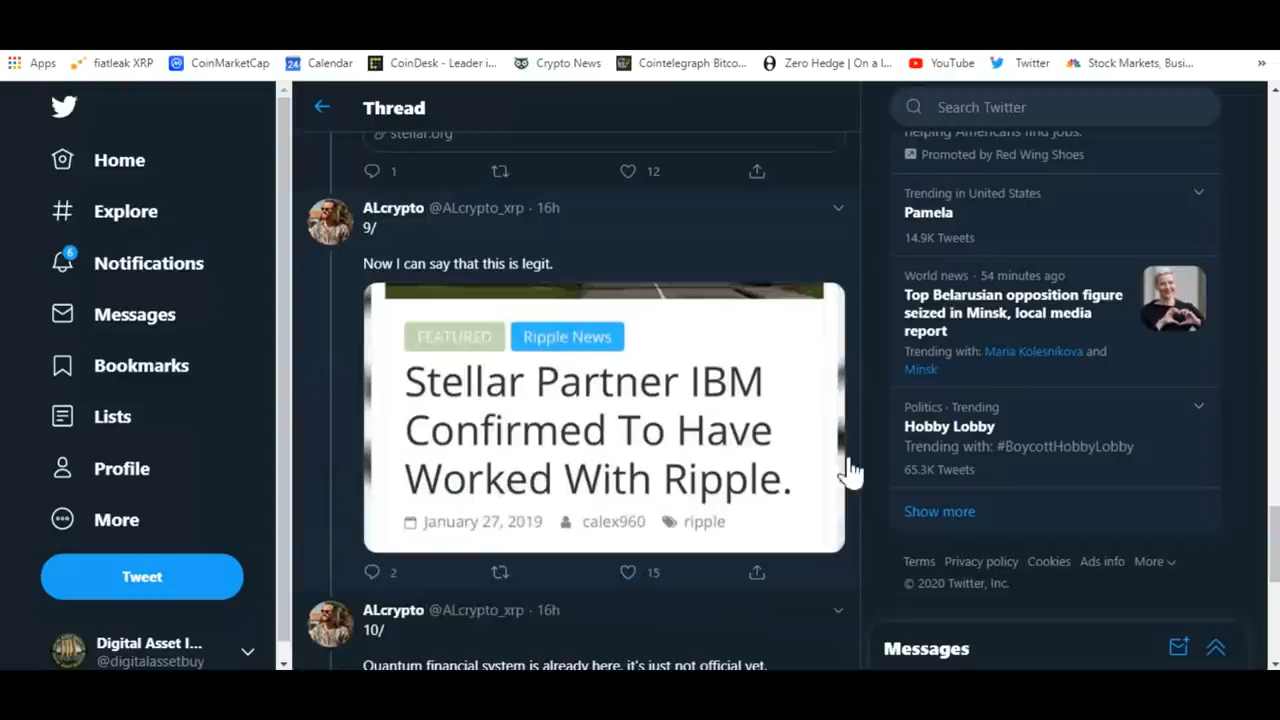 Apps
fiatleak XRP
CoinMarketCap
24
Calendar
CoinDesk - Leader i...
Crypto News
Cointelegraph Bitco...
Zero Hedge | On a l...
YouTube
Twitter
Stock Markets, Busi...
»
Home
Explore
6
Notifications
Messages
Bookmarks
Lists
Profile
More
Tweet
Digital Asset I...
@digitalassetbuy
Thread
stellar.org
1
12
ALcrypto @ALcrypto_xrp · 16h
9/
Now I can say that this is legit.
FEATURED
Ripple News
Stellar Partner IBM
Confirmed To Have
Worked With Ripple.
January 27, 2019
calex960
ripple
2
15
ALcrypto @ALcrypto_xrp · 16h
10/
Quantum financial system is already here, it's just not official yet.
Search Twitter
helping Americans find jobs.
Promoted by Red Wing Shoes
Trending in United States
Pamela
14.9K Tweets
World news · 54 minutes ago
Top Belarusian opposition figure
seized in Minsk, local media
report
Trending with: Maria Kolesnikova and
Minsk
Politics · Trending
Hobby Lobby
Trending with: #BoycottHobbyLobby
65.3K Tweets
Show more
Terms Privacy policy Cookies Ads info More
© 2020 Twitter, Inc.
Messages